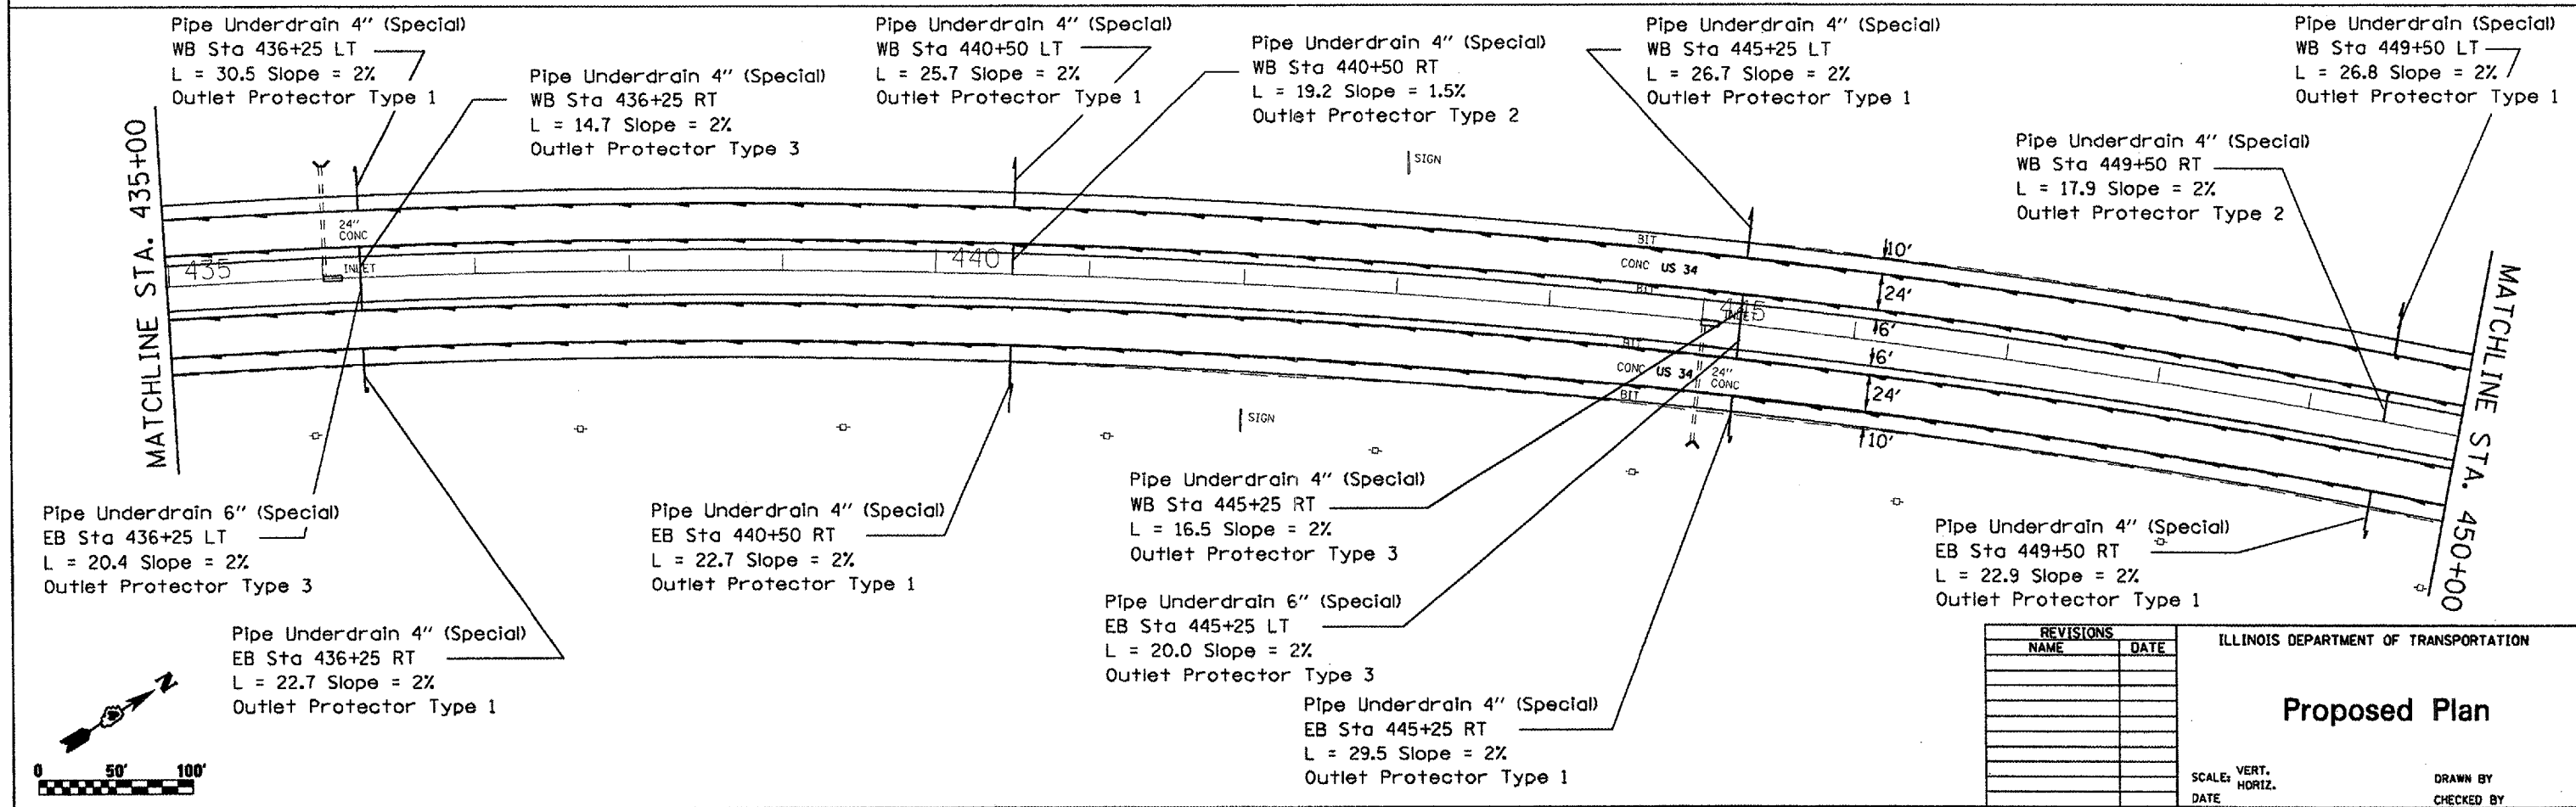 Pipe Underdrain 4" (Special)
WB Sta 436+25 LT
L = 30.5 Slope = 2%
Outlet Protector Type 1
Pipe Underdrain 4" (Special)
WB Sta 436+25 RT
L = 14.7 Slope = 2%
Outlet Protector Type 3
Pipe Underdrain 4" (Special)
WB Sta 440+50 LT
L = 25.7 Slope = 2%
Outlet Protector Type 1
Pipe Underdrain 4" (Special)
WB Sta 440+50 RT
L = 19.2 Slope = 1.5%
Outlet Protector Type 2
Pipe Underdrain 4" (Special)
WB Sta 445+25 LT
L = 26.7 Slope = 2%
Outlet Protector Type 1
Pipe Underdrain (Special)
WB Sta 449+50 LT
L = 26.8 Slope = 2%
Outlet Protector Type 1
Pipe Underdrain 4" (Special)
WB Sta 449+50 RT
L = 17.9 Slope = 2%
Outlet Protector Type 2
MATCHLINE STA. 435+00
24"
CONC
435
INLET
440
SIGN
SIGN
BIT
CONC US 34
BIT
445
INLET
BIT
CONC US 34
24"
CONC
BIT
10'
24'
6'
6'
24'
10'
MATCHLINE STA. 450+00
Pipe Underdrain 6" (Special)
EB Sta 436+25 LT
L = 20.4 Slope = 2%
Outlet Protector Type 3
Pipe Underdrain 4" (Special)
EB Sta 436+25 RT
L = 22.7 Slope = 2%
Outlet Protector Type 1
Pipe Underdrain 4" (Special)
EB Sta 440+50 RT
L = 22.7 Slope = 2%
Outlet Protector Type 1
Pipe Underdrain 4" (Special)
WB Sta 445+25 RT
L = 16.5 Slope = 2%
Outlet Protector Type 3
Pipe Underdrain 6" (Special)
EB Sta 445+25 LT
L = 20.0 Slope = 2%
Outlet Protector Type 3
Pipe Underdrain 4" (Special)
EB Sta 445+25 RT
L = 29.5 Slope = 2%
Outlet Protector Type 1
Pipe Underdrain 4" (Special)
EB Sta 449+50 RT
L = 22.9 Slope = 2%
Outlet Protector Type 1
N
0 50' 100'
REVISIONS
NAME DATE
ILLINOIS DEPARTMENT OF TRANSPORTATION
Proposed Plan
SCALE: VERT.
HORIZ.
DATE
DRAWN BY
CHECKED BY